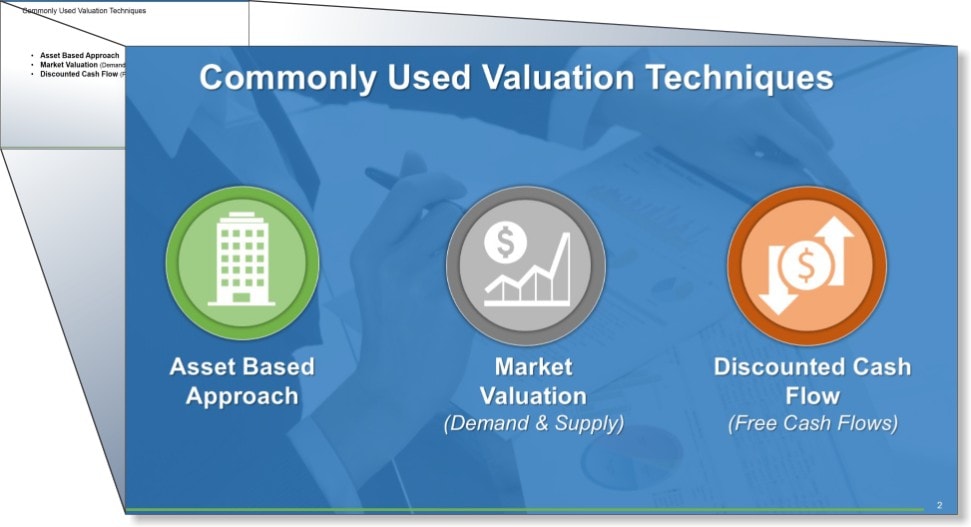 Commonly Used Valuation Techniques
• Asset Based Approach
• Market Valuation (Demand
• Discounted Cash Flow (F
Commonly Used Valuation Techniques
$
$
Asset Based
Approach
Market
Valuation
(Demand & Supply)
Discounted Cash
Flow
(Free Cash Flows)
2